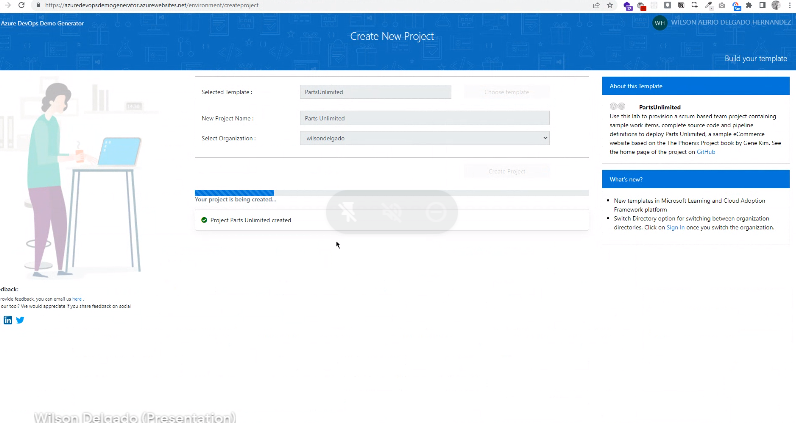 https://azuredevopsdemogenerator.azurewebsites.net/environment/createproject
Azure DevOps Demo Generator
WH WILSON ALIRIO DELGADO HERNANDEZ
Create New Project
Build your template
Selected Template :
PartsUnlimited
Choose template
New Project Name :
Parts Unlimited
Select Organization :
wilsondelgado
Create Project
Your project is being created...
Project Parts Unlimited created
About this Template
PartsUnlimited
Use this lab to provision a scrum-based team project containing
sample work items, complete source code and pipeline
definitions to deploy Parts Unlimited, a sample eCommerce
website based on the The Phoenix Project book by Gene Kim. See
the home page of the project on GitHub.
What's new?
New templates in Microsoft Learning and Cloud Adoption
Framework platform
Switch Directory option for switching between organization
directories. Click on Sign In once you switch the organization.
dback:
rovide feedback, you can email us here.
our tool? We would appreciate if you share feedback on social
Wilson Delgado (Presentation)